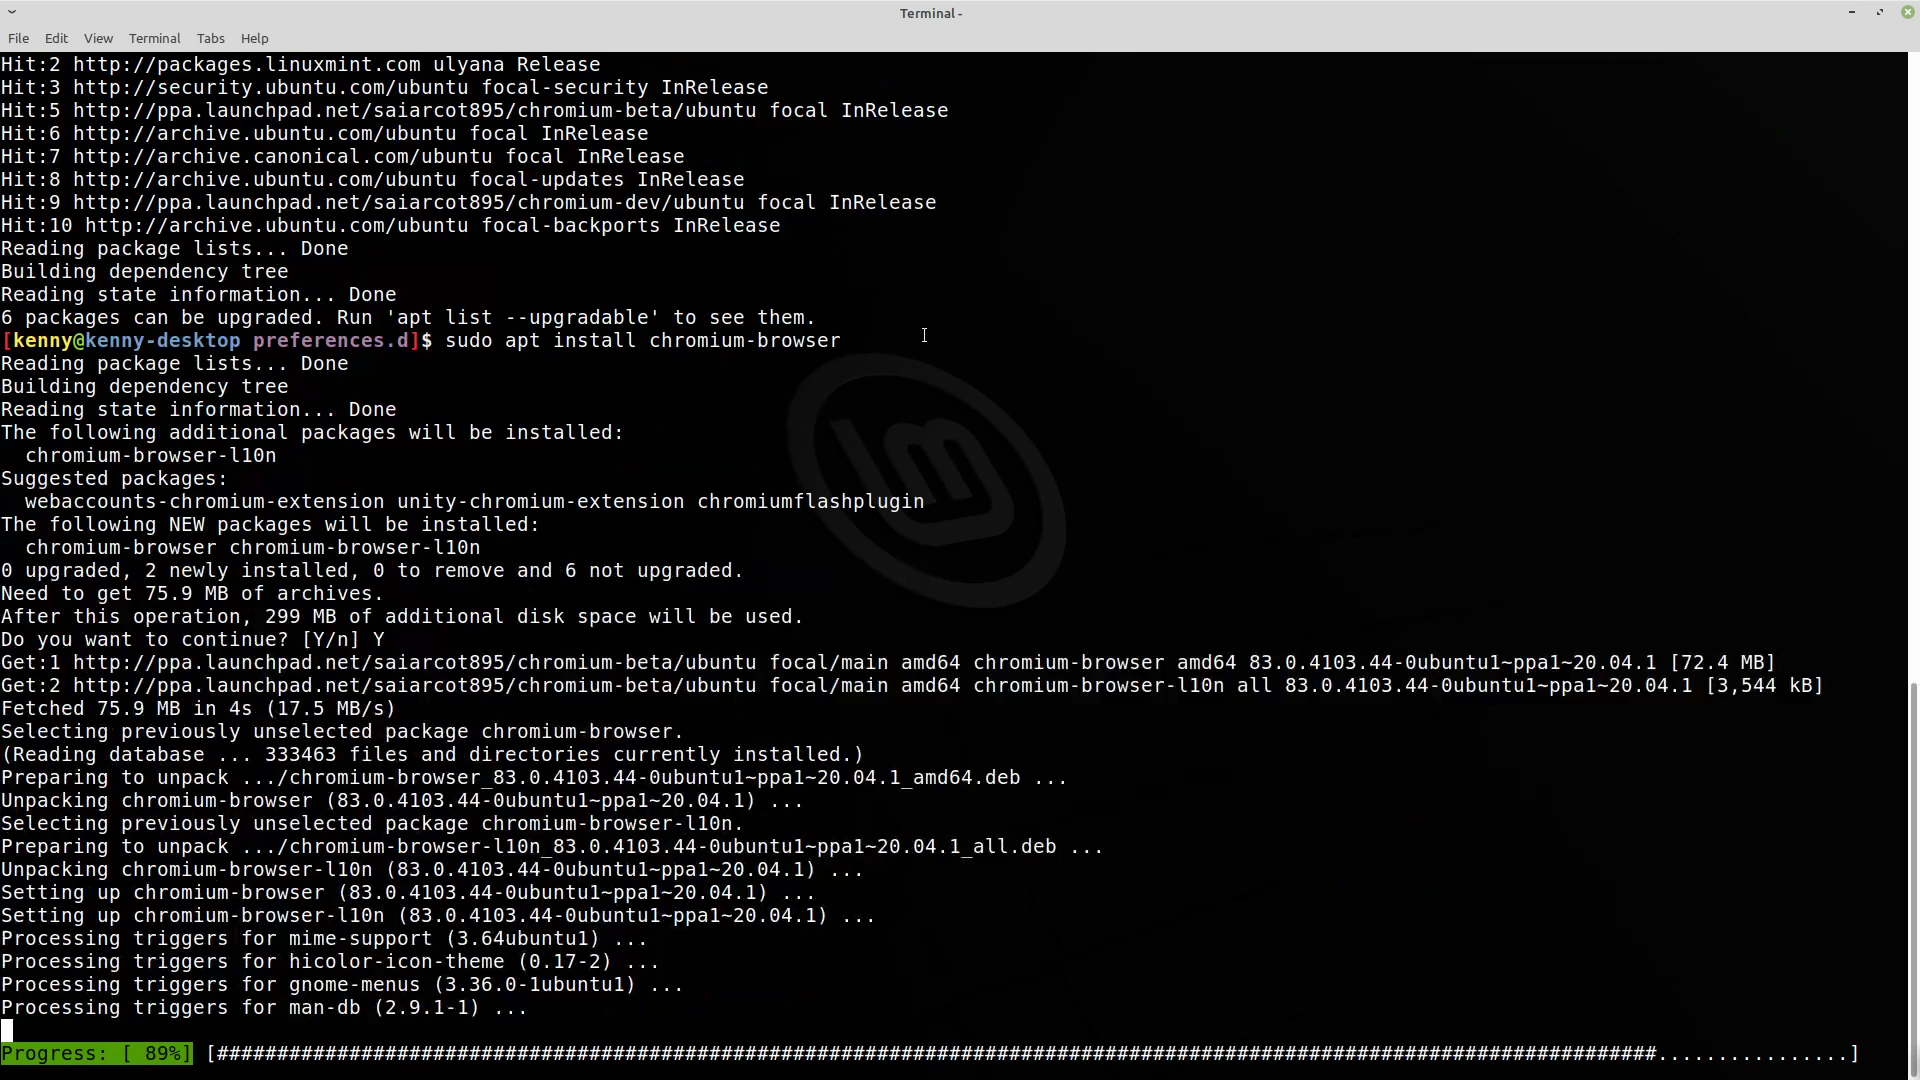 Terminal -
File Edit View Terminal Tabs Help
Hit:2 http://packages.linuxmint.com ulyana Release
Hit:3 http://security.ubuntu.com/ubuntu focal-security InRelease
Hit:5 http://ppa.launchpad.net/saiarcot895/chromium-beta/ubuntu focal InRelease
Hit:6 http://archive.ubuntu.com/ubuntu focal InRelease
Hit:7 http://archive.canonical.com/ubuntu focal InRelease
Hit:8 http://archive.ubuntu.com/ubuntu focal-updates InRelease
Hit:9 http://ppa.launchpad.net/saiarcot895/chromium-dev/ubuntu focal InRelease
Hit:10 http://archive.ubuntu.com/ubuntu focal-backports InRelease
Reading package lists... Done
Building dependency tree
Reading state information... Done
6 packages can be upgraded. Run 'apt list --upgradable' to see them.
[kenny@kenny-desktop preferences.d]$ sudo apt install chromium-browser
Reading package lists... Done
Building dependency tree
Reading state information... Done
The following additional packages will be installed:
  chromium-browser-l10n
Suggested packages:
  webaccounts-chromium-extension unity-chromium-extension chromiumflashplugin
The following NEW packages will be installed:
  chromium-browser chromium-browser-l10n
0 upgraded, 2 newly installed, 0 to remove and 6 not upgraded.
Need to get 75.9 MB of archives.
After this operation, 299 MB of additional disk space will be used.
Do you want to continue? [Y/n] Y
Get:1 http://ppa.launchpad.net/saiarcot895/chromium-beta/ubuntu focal/main amd64 chromium-browser amd64 83.0.4103.44-0ubuntu1~ppa1~20.04.1 [72.4 MB]
Get:2 http://ppa.launchpad.net/saiarcot895/chromium-beta/ubuntu focal/main amd64 chromium-browser-l10n all 83.0.4103.44-0ubuntu1~ppa1~20.04.1 [3,544 kB]
Fetched 75.9 MB in 4s (17.5 MB/s)
Selecting previously unselected package chromium-browser.
(Reading database ... 333463 files and directories currently installed.)
Preparing to unpack .../chromium-browser_83.0.4103.44-0ubuntu1~ppa1~20.04.1_amd64.deb ...
Unpacking chromium-browser (83.0.4103.44-0ubuntu1~ppa1~20.04.1) ...
Selecting previously unselected package chromium-browser-l10n.
Preparing to unpack .../chromium-browser-l10n_83.0.4103.44-0ubuntu1~ppa1~20.04.1_all.deb ...
Unpacking chromium-browser-l10n (83.0.4103.44-0ubuntu1~ppa1~20.04.1) ...
Setting up chromium-browser (83.0.4103.44-0ubuntu1~ppa1~20.04.1) ...
Setting up chromium-browser-l10n (83.0.4103.44-0ubuntu1~ppa1~20.04.1) ...
Processing triggers for mime-support (3.64ubuntu1) ...
Processing triggers for hicolor-icon-theme (0.17-2) ...
Processing triggers for gnome-menus (3.36.0-1ubuntu1) ...
Processing triggers for man-db (2.9.1-1) ...
Progress: [ 89%] [########################################################################################################################................]